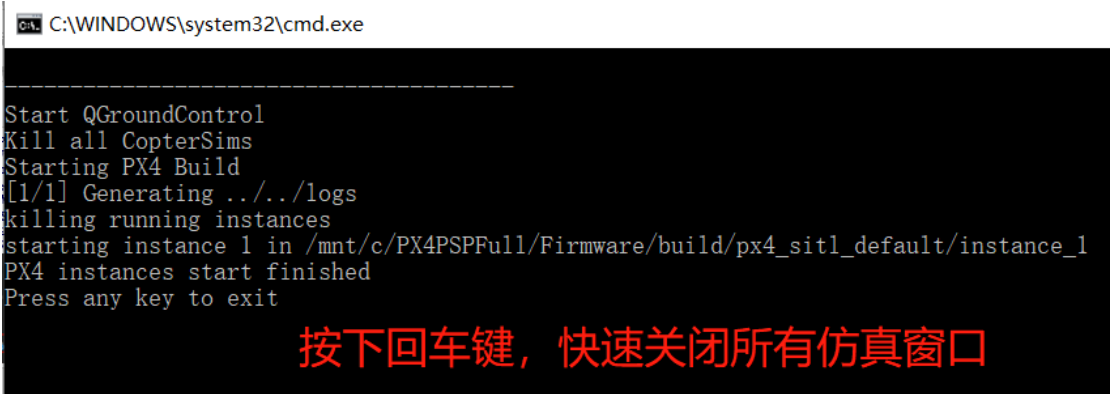 C:\WINDOWS\system32\cmd.exe
---------------------------------------
Start QGroundControl
Kill all CopterSims
Starting PX4 Build
[1/1] Generating ../../logs
killing running instances
starting instance 1 in /mnt/c/PX4PSPFull/Firmware/build/px4_sitl_default/instance_1
PX4 instances start finished
Press any key to exit
按下回车键，快速关闭所有仿真窗口